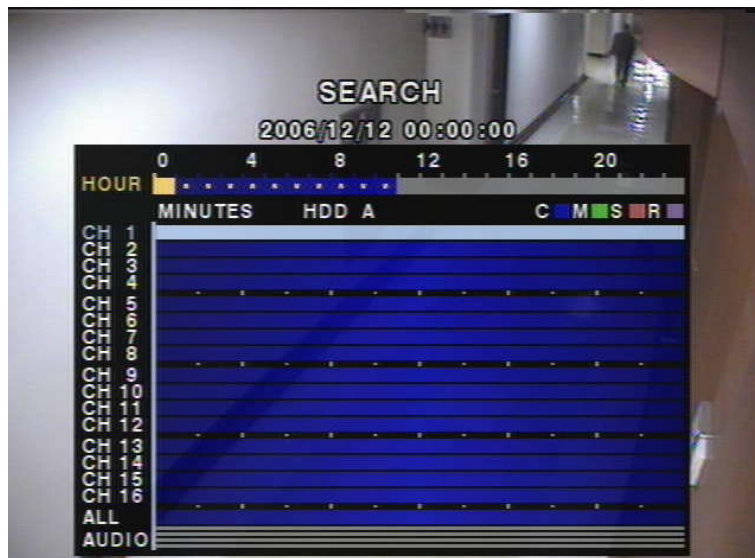 SEARCH
2006/12/12 00:00:00
0 4 8 12 16 20
HOUR
MINUTES HDD A C M S R
CH 1
CH 2
CH 3
CH 4
CH 5
CH 6
CH 7
CH 8
CH 9
CH 10
CH 11
CH 12
CH 13
CH 14
CH 15
CH 16
ALL
AUDIO